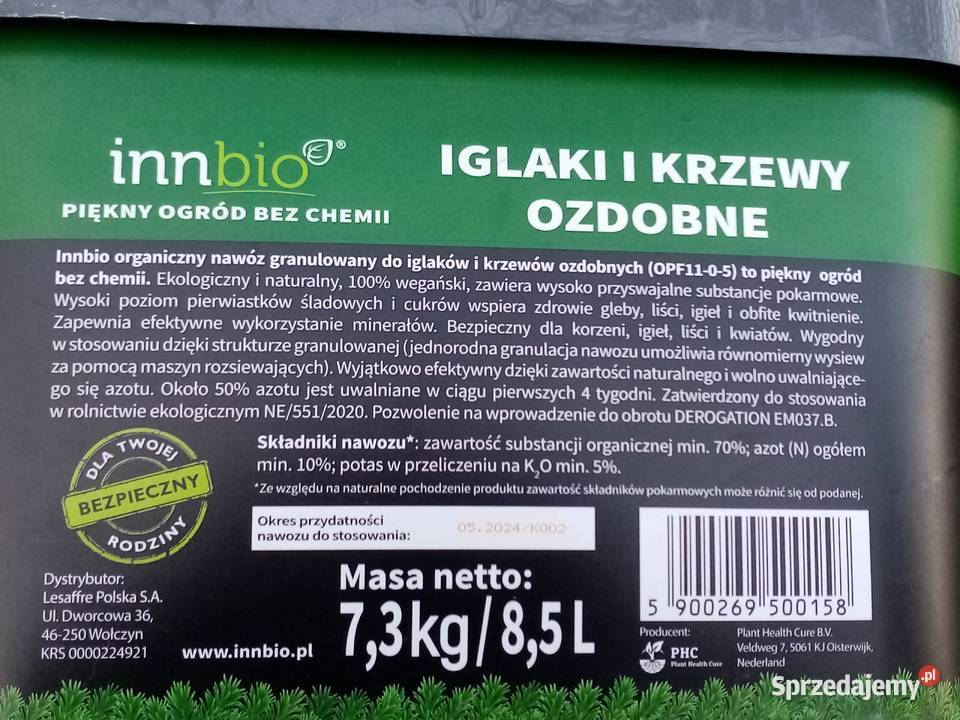 innbio®
PIĘKNY OGRÓD BEZ CHEMII
IGLAKI I KRZEWY
OZDOBNE
Innbio organiczny nawóz granulowany do iglaków i krzewów ozdobnych (OPF11-0-5) to piękny ogród
bez chemii. Ekologiczny i naturalny, 100% wegański, zawiera wysoko przyswajalne substancje pokarmowe.
Wysoki poziom pierwiastków śladowych i cukrów wspiera zdrowie gleby, liści, igieł i obfite kwitnienie.
Zapewnia efektywne wykorzystanie minerałów. Bezpieczny dla korzeni, igieł, liści i kwiatów. Wygodny
w stosowaniu dzięki strukturze granulowanej (jednorodna granulacja nawozu umożliwia równomierny wysiew
za pomocą maszyn rozsiewających). Wyjątkowo efektywny dzięki zawartości naturalnego i wolno uwalniające-
go się azotu. Około 50% azotu jest uwalniane w ciągu pierwszych 4 tygodni. Zatwierdzony do stosowania
w rolnictwie ekologicznym NE/551/2020. Pozwolenie na wprowadzenie do obrotu DEROGATION EM037.B.
DLA TWOJEJ
BEZPIECZNY
RODZINY
Składniki nawozu*: zawartość substancji organicznej min. 70%; azot (N) ogółem
min. 10%; potas w przeliczeniu na K₂O min. 5%.
*Ze względu na naturalne pochodzenie produktu zawartość składników pokarmowych może różnić się od podanej.
Okres przydatności
nawozu do stosowania:
05.2024/K002
Dystrybutor:
Lesaffre Polska S.A.
Ul. Dworcowa 36,
46-250 Wołczyn
KRS 0000224921
www.innbio.pl
Masa netto:
7,3kg/8,5L
5 900269 500158
Producent:
PHC
Plant Health Cure
Plant Health Cure B.V.
Veldweg 7, 5061 KJ Oisterwijk,
Nederland
Sprzedajemy.pl